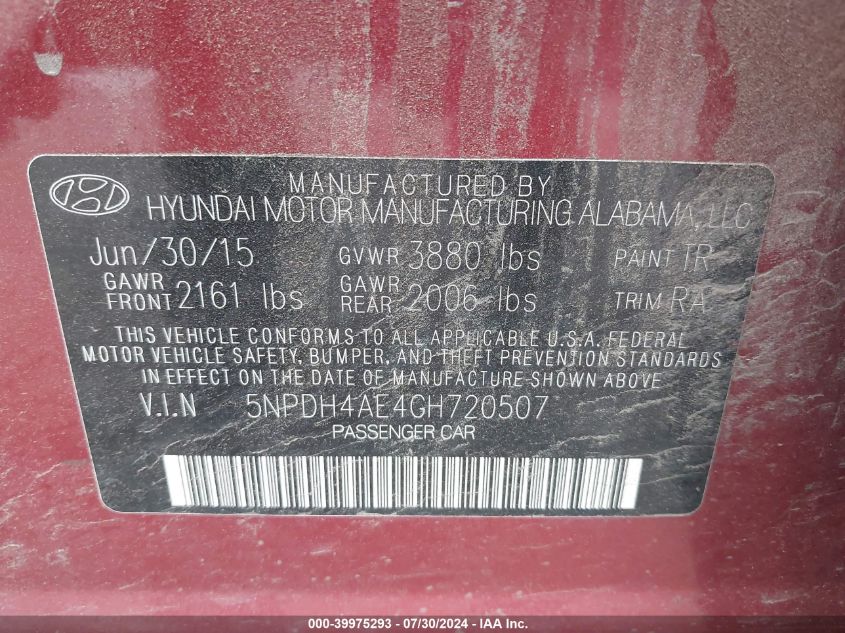 MANUFACTURED BY
HYUNDAI MOTOR MANUFACTURING ALABAMA, LLC
Jun/30/15 GVWR 3880 lbs PAINT TR
GAWR FRONT 2161 lbs GAWR REAR 2006 lbs TRIM RA
THIS VEHICLE CONFORMS TO ALL APPLICABLE U.S.A. FEDERAL
MOTOR VEHICLE SAFETY, BUMPER, AND THEFT PREVENTION STANDARDS
IN EFFECT ON THE DATE OF MANUFACTURE SHOWN ABOVE
V.I.N 5NPDH4AE4GH720507
PASSENGER CAR
000-39975293 - 07/30/2024 - IAA Inc.